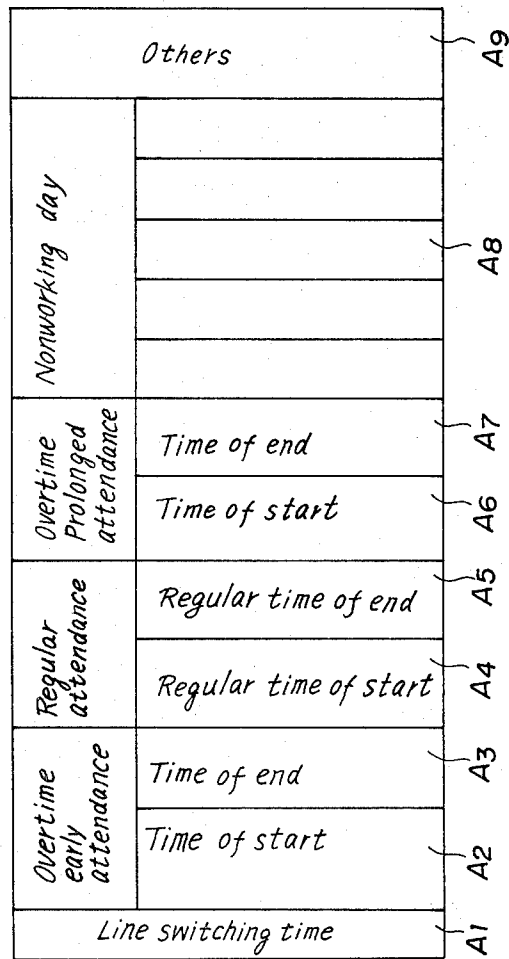 Line switching time
A1
Overtime
early
attendance
Time of start
A2
Time of end
A3
Regular
attendance
Regular time of start
A4
Regular time of end
A5
Overtime
Prolonged
attendance
Time of start
A6
Time of end
A7
Nonworking day
A8
Others
A9